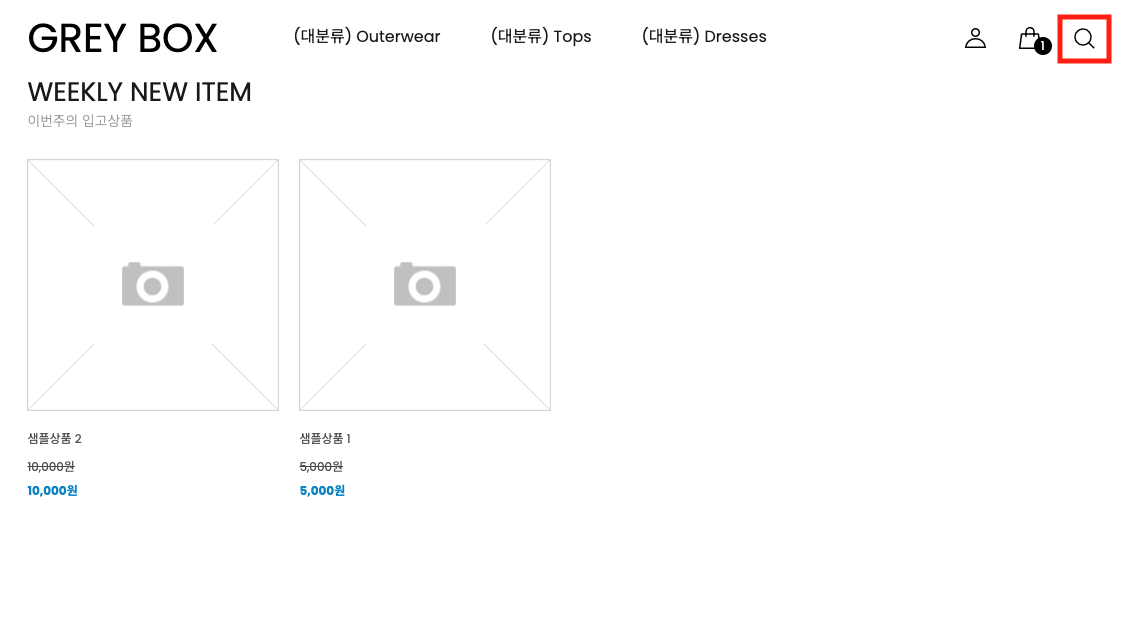 GREY BOX
(대분류) Outerwear
(대분류) Tops
(대분류) Dresses
1
WEEKLY NEW ITEM
이번주의 입고상품
샘플상품 2
10,000원
10,000원
샘플상품 1
5,000원
5,000원